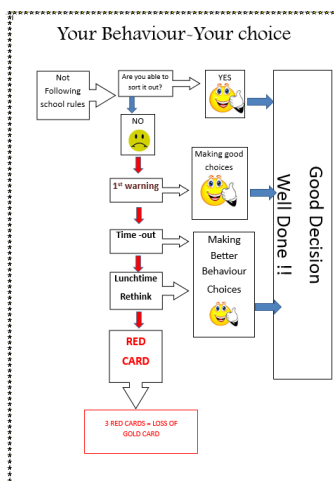 Your Behaviour-Your choice
Not
Following
school rules
Are you able to
sort it out?
YES
NO
1st warning
Making good
choices
Time -out
Making
Better
Behaviour
Choices
Lunchtime
Rethink
RED
CARD
3 RED CARDS = LOSS OF
GOLD CARD
Good Decision
Well Done !!